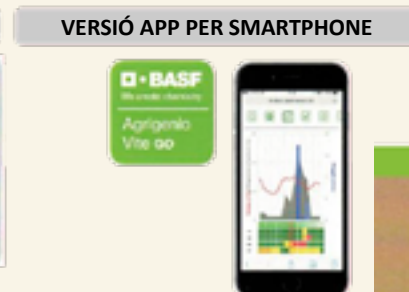 VERSIÓ APP PER SMARTPHONE
BASF
We create chemistry
Agrigenio
Vite GO